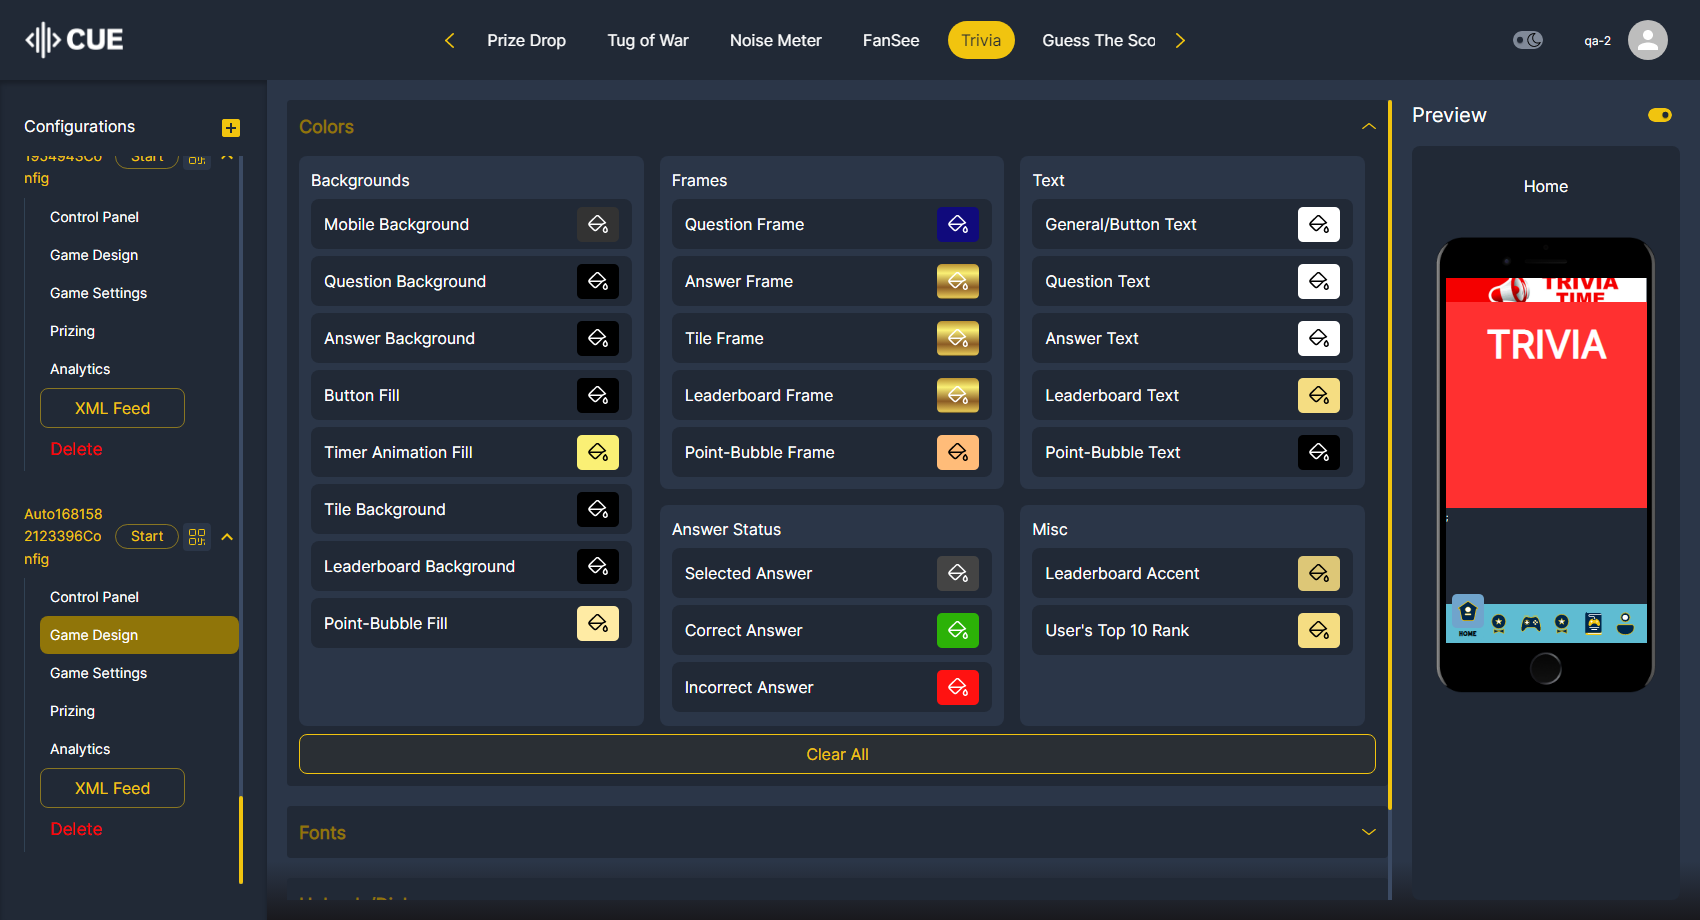 CUE
Prize Drop
Tug of War
Noise Meter
FanSee
Trivia
Guess The Sco
qa-2
Configurations
1954943Co
nfig
Start
Control Panel
Game Design
Game Settings
Prizing
Analytics
XML Feed
Delete
Auto168158
2123396Co
nfig
Start
Control Panel
Game Design
Game Settings
Prizing
Analytics
XML Feed
Delete
Colors
Backgrounds
Mobile Background
Question Background
Answer Background
Button Fill
Timer Animation Fill
Tile Background
Leaderboard Background
Point-Bubble Fill
Frames
Question Frame
Answer Frame
Tile Frame
Leaderboard Frame
Point-Bubble Frame
Text
General/Button Text
Question Text
Answer Text
Leaderboard Text
Point-Bubble Text
Answer Status
Selected Answer
Correct Answer
Incorrect Answer
Misc
Leaderboard Accent
User's Top 10 Rank
Clear All
Fonts
Preview
Home
TRIVIA
TIME
TRIVIA
HOME